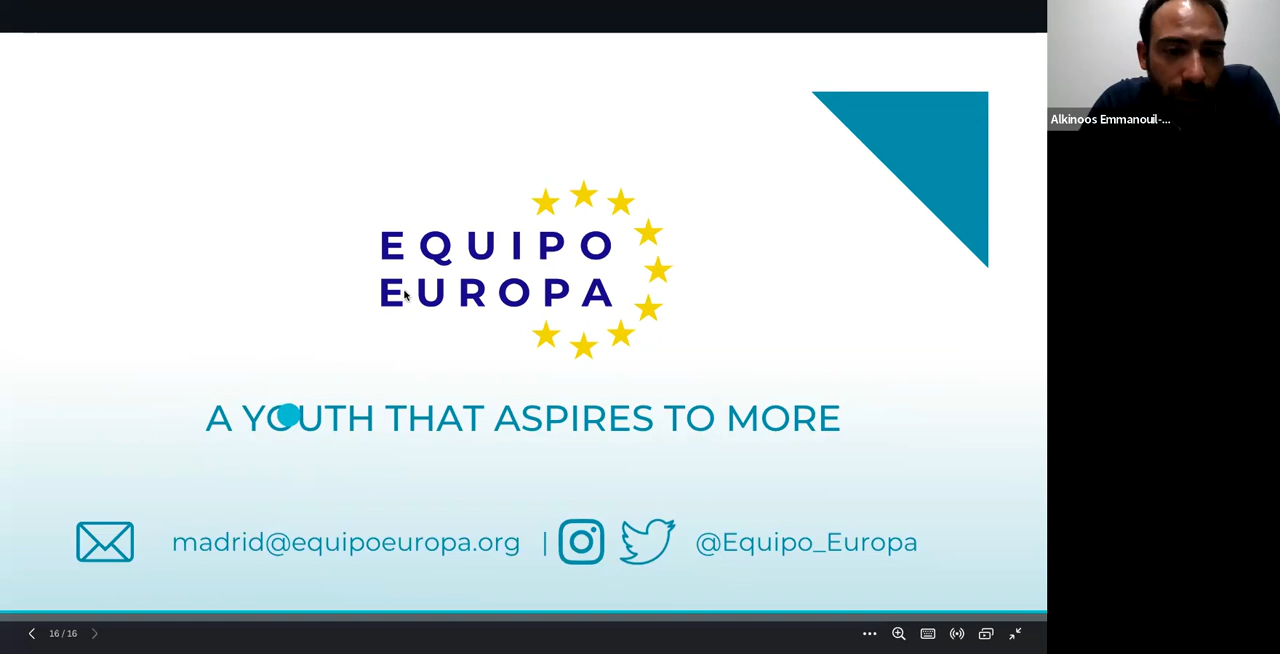 Alkinoos Emmanouil-...
EQUIPO
EUROPA
A YOUTH THAT ASPIRES TO MORE
madrid@equipoeuropa.org | @Equipo_Europa
16 / 16